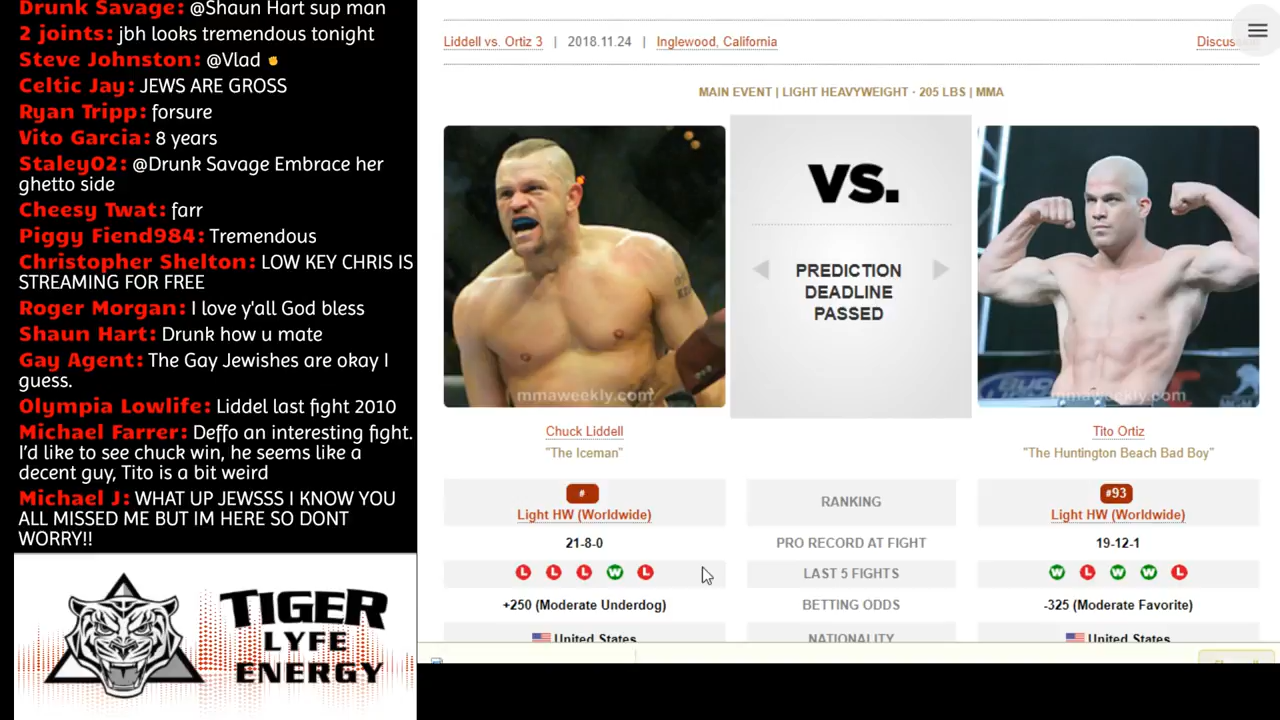 Drunk Savage: @Shaun Hart sup man
2 joints: jbh looks tremendous tonight
Steve Johnston: @Vlad
Celtic Jay: JEWS ARE GROSS
Ryan Tripp: forsure
Vito Garcia: 8 years
Staley02: @Drunk Savage Embrace her
ghetto side
Cheesy Twat: farr
Piggy Fiend984: Tremendous
Christopher Shelton: LOW KEY CHRIS IS
STREAMING FOR FREE
Roger Morgan: I love y'all God bless
Shaun Hart: Drunk how u mate
Gay Agent: The Gay Jewishes are okay I
guess.
Olympia Lowlife: Liddel last fight 2010
Michael Farrer: Deffo an interesting fight.
I'd like to see chuck win, he seems like a
decent guy, Tito is a bit weird
Michael J: WHAT UP JEWSSS I KNOW YOU
ALL MISSED ME BUT IM HERE SO DONT
WORRY!!
TIGER
LYFE
ENERGY
Liddell vs. Ortiz 3 | 2018.11.24 | Inglewood, California
MAIN EVENT | LIGHT HEAVYWEIGHT · 205 LBS | MMA
VS.
PREDICTION
DEADLINE
PASSED
mmaweekly.com
mmaweekly.com
Chuck Liddell
"The Iceman"
Tito Ortiz
"The Huntington Beach Bad Boy"
# RANKING #93
Light HW (Worldwide) Light HW (Worldwide)
21-8-0 PRO RECORD AT FIGHT 19-12-1
L L L W L LAST 5 FIGHTS W L W W L
+250 (Moderate Underdog) BETTING ODDS -325 (Moderate Favorite)
United States NATIONALITY United States